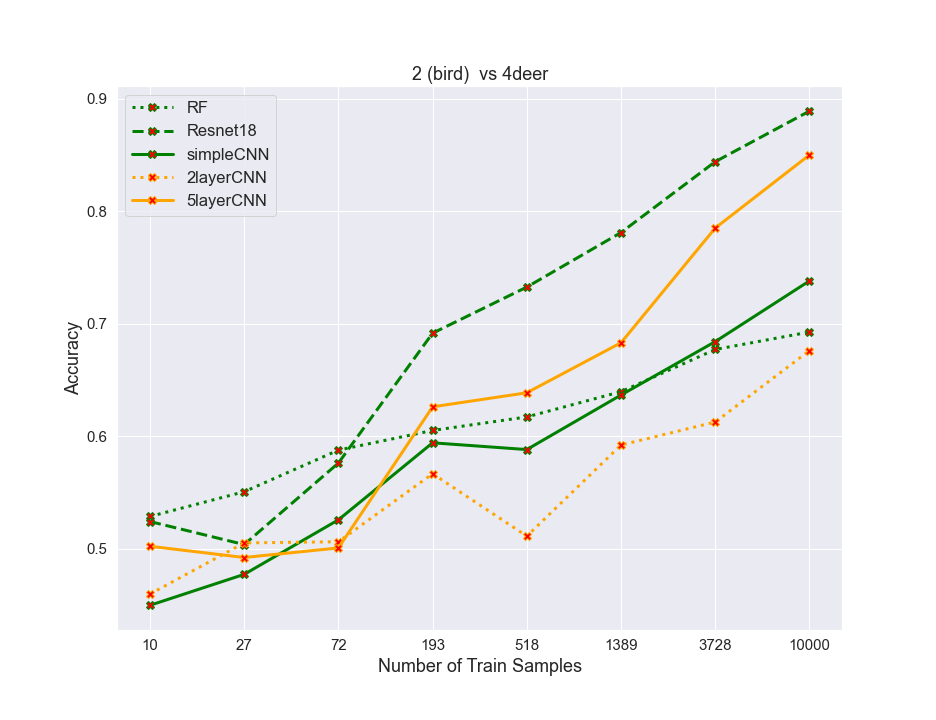 2 (bird)  vs 4deer
RF
Resnet18
simpleCNN
2layerCNN
5layerCNN
Accuracy
0.9
0.8
0.7
0.6
0.5
10 27 72 193 518 1389 3728 10000
Number of Train Samples